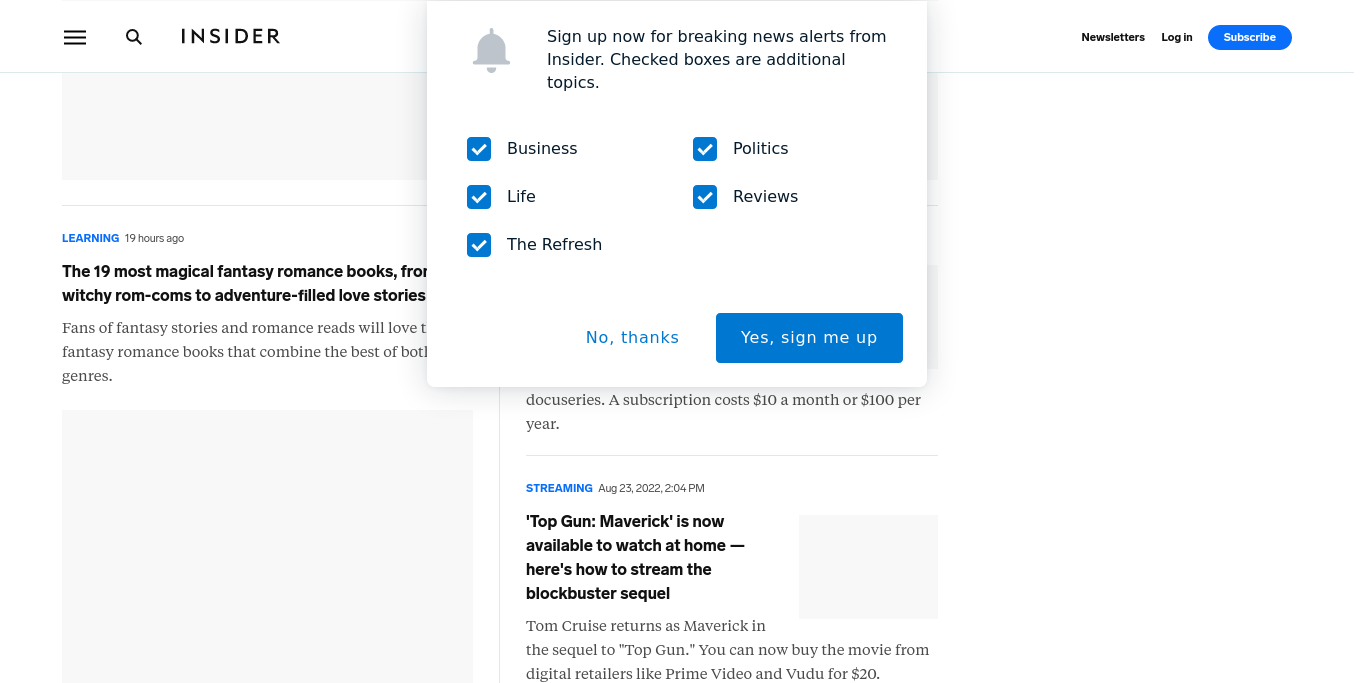 INSIDER
Newsletters
Log in
Subscribe
Sign up now for breaking news alerts from
Insider. Checked boxes are additional
topics.
Business
Politics
Life
Reviews
The Refresh
No, thanks
Yes, sign me up
LEARNING 19 hours ago
The 19 most magical fantasy romance books,
witchy rom-coms to adventure-filled love stories
Fans of fantasy stories and romance reads will love
fantasy romance books that combine the best of
genres.
docuseries. A subscription costs $10 a month or $100 per
year.
STREAMING Aug 23, 2022, 2:04 PM
'Top Gun: Maverick' is now
available to watch at home —
here's how to stream the
blockbuster sequel
Tom Cruise returns as Maverick in
the sequel to "Top Gun." You can now buy the movie from
digital retailers like Prime Video and Vudu for $20.